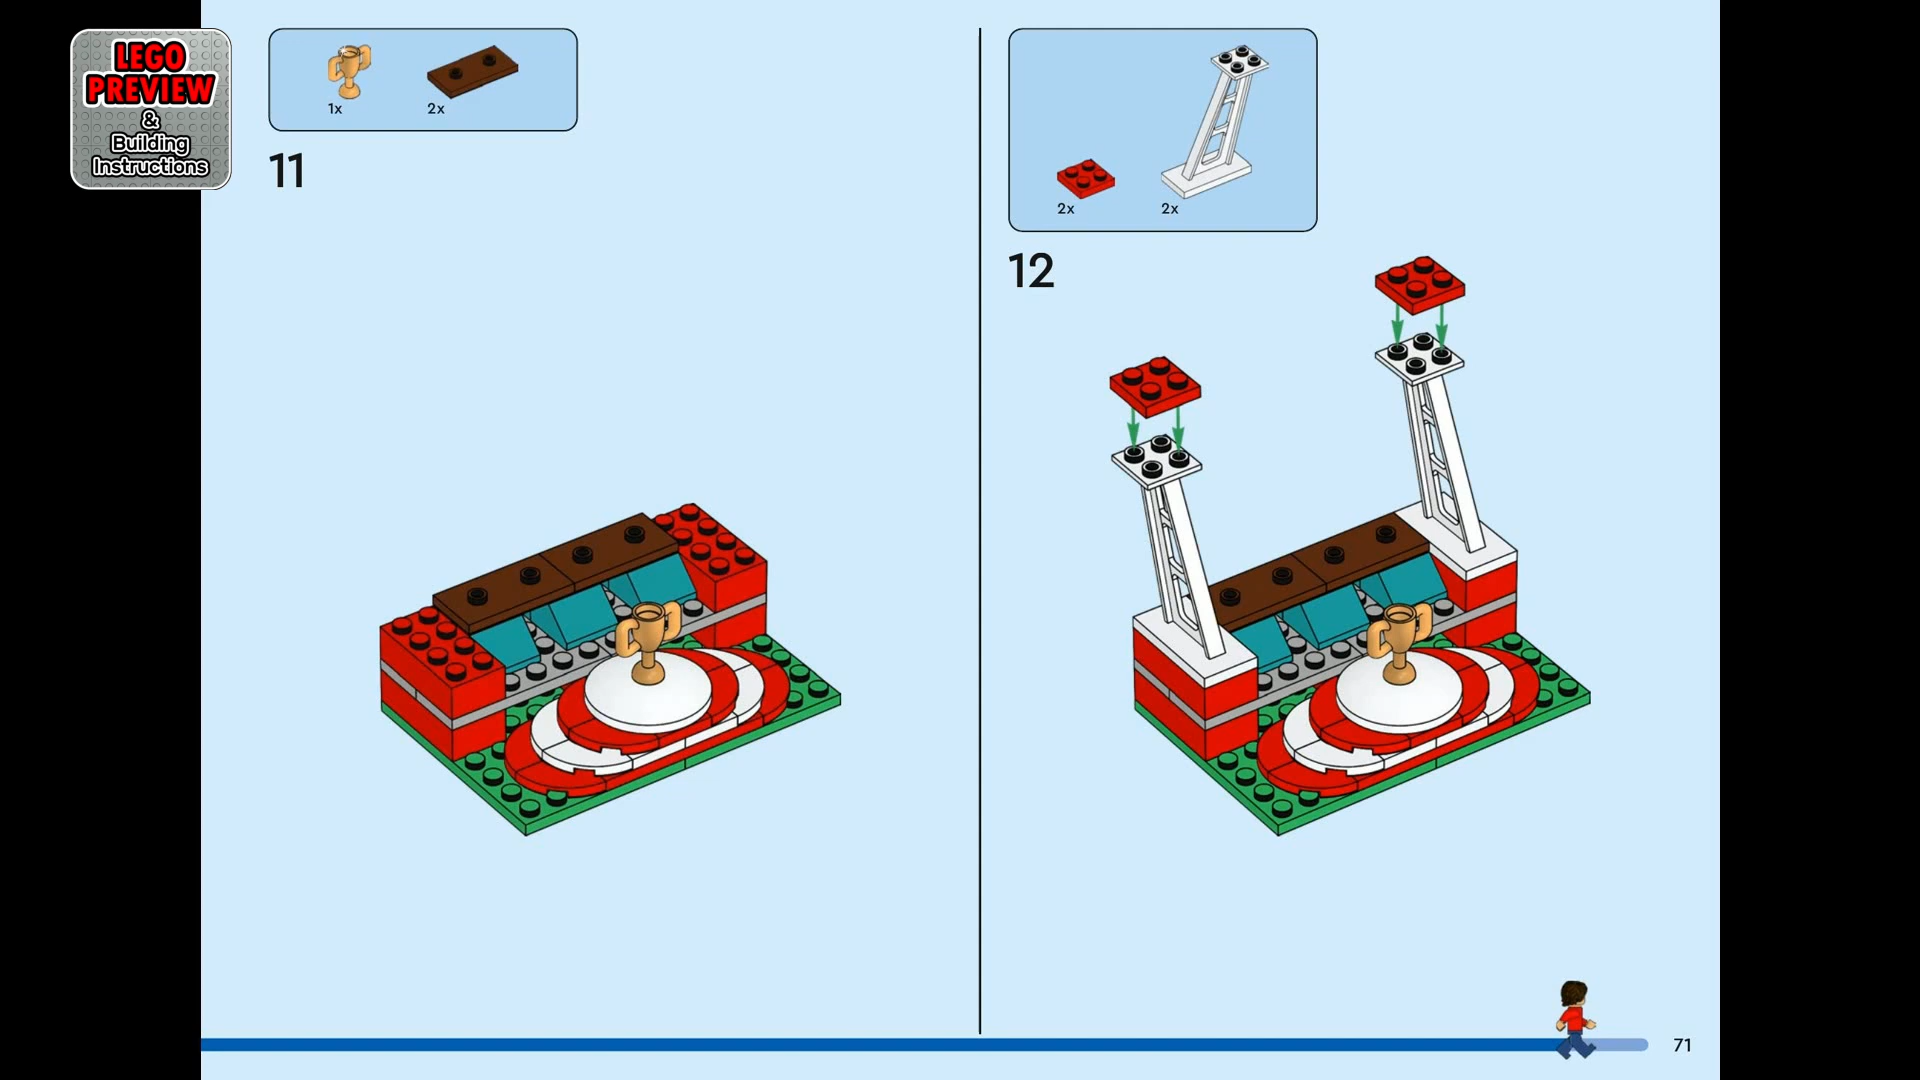 LEGO
PREVIEW
&
Building
Instructions
1x
2x
11
2x
2x
12
71